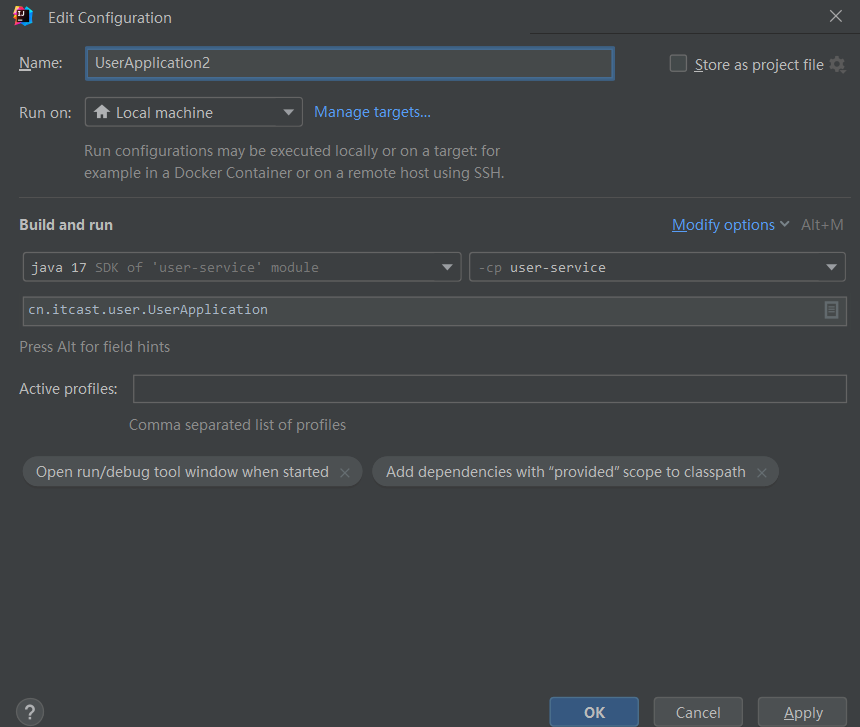 Edit Configuration
Name: UserApplication2 Store as project file
Run on: Local machine Manage targets...
Run configurations may be executed locally or on a target: for
example in a Docker Container or on a remote host using SSH.
Build and run Modify options Alt+M
java 17 SDK of 'user-service' module -cp user-service
cn.itcast.user.UserApplication
Press Alt for field hints
Active profiles:
Comma separated list of profiles
Open run/debug tool window when started Add dependencies with “provided” scope to classpath
? OK Cancel Apply